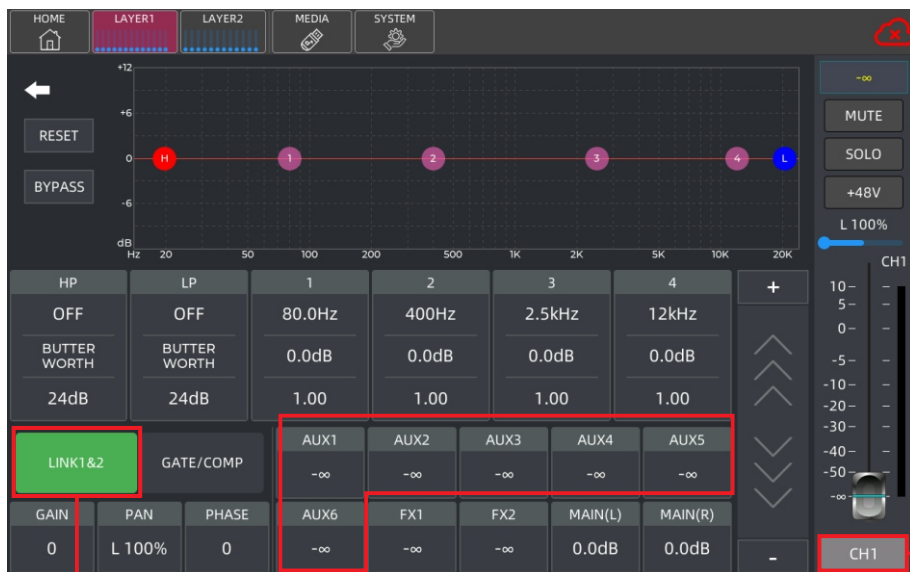 HOME LAYER1 LAYER2 MEDIA SYSTEM
+12
+6
0
-6
dB
RESET
BYPASS
H 1 2 3 4 L
Hz 20 50 100 200 500 1K 2K 5K 10K 20K
-∞
MUTE
SOLO
+48V
L 100%
CH1
HP LP 1 2 3 4 +
OFF OFF 80.0Hz 400Hz 2.5kHz 12kHz
BUTTER BUTTER
WORTH WORTH 0.0dB 0.0dB 0.0dB 0.0dB
24dB 24dB 1.00 1.00 1.00 1.00
LINK1&2 GATE/COMP
AUX1 AUX2 AUX3 AUX4 AUX5
-∞ -∞ -∞ -∞ -∞
GAIN PAN PHASE AUX6 FX1 FX2 MAIN(L) MAIN(R)
0 L 100% 0 -∞ -∞ -∞ 0.0dB 0.0dB -
10
5
0
-5
-10
-20
-30
-40
-50
-∞
CH1